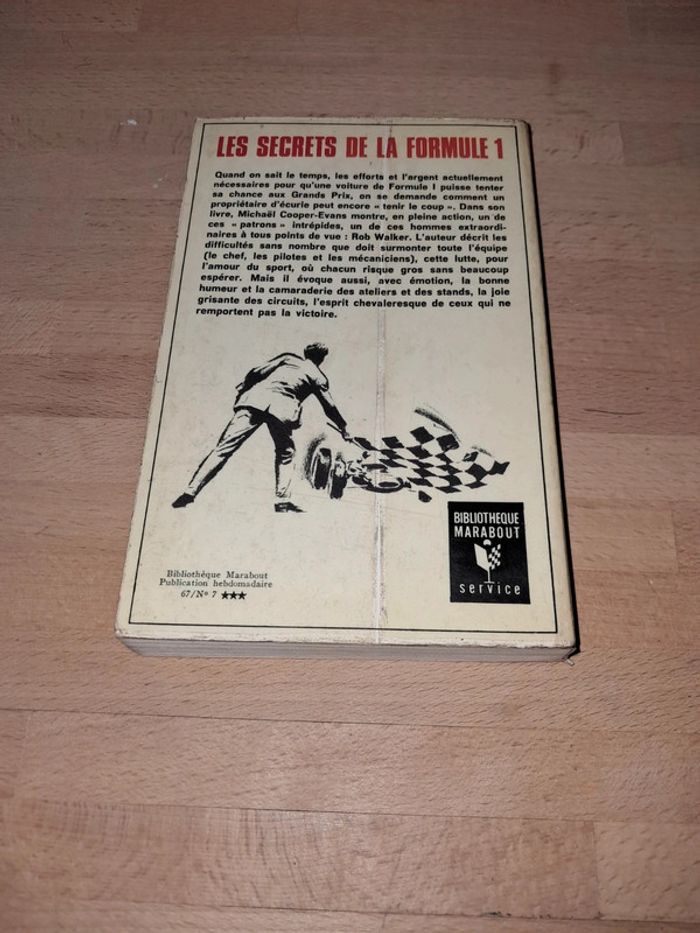 LES SECRETS DE LA FORMULE 1
Quand on sait le temps, les efforts et l'argent actuellement
nécessaires pour qu'une voiture de Formule I puisse tenter
sa chance aux Grands Prix, on se demande comment un
propriétaire d'écurie peut encore « tenir le coup ». Dans son
livre, Michaël Cooper-Evans montre, en pleine action, un de
ces « patrons » intrépides, un de ces hommes extraordi-
naires à tous points de vue : Rob Walker. L'auteur décrit les
difficultés sans nombre que doit surmonter toute l'équipe
(le chef, les pilotes et les mécaniciens), cette lutte, pour
l'amour du sport, où chacun risque gros sans beaucoup
espérer. Mais il évoque aussi, avec émotion, la bonne
humeur et la camaraderie des ateliers et des stands, la joie
grisante des circuits, l'esprit chevaleresque de ceux qui ne
remportent pas la victoire.
BIBLIOTHEQUE
MARABOUT
service
Bibliothèque Marabout
Publication hebdomadaire
67/Nº 7 ★★★